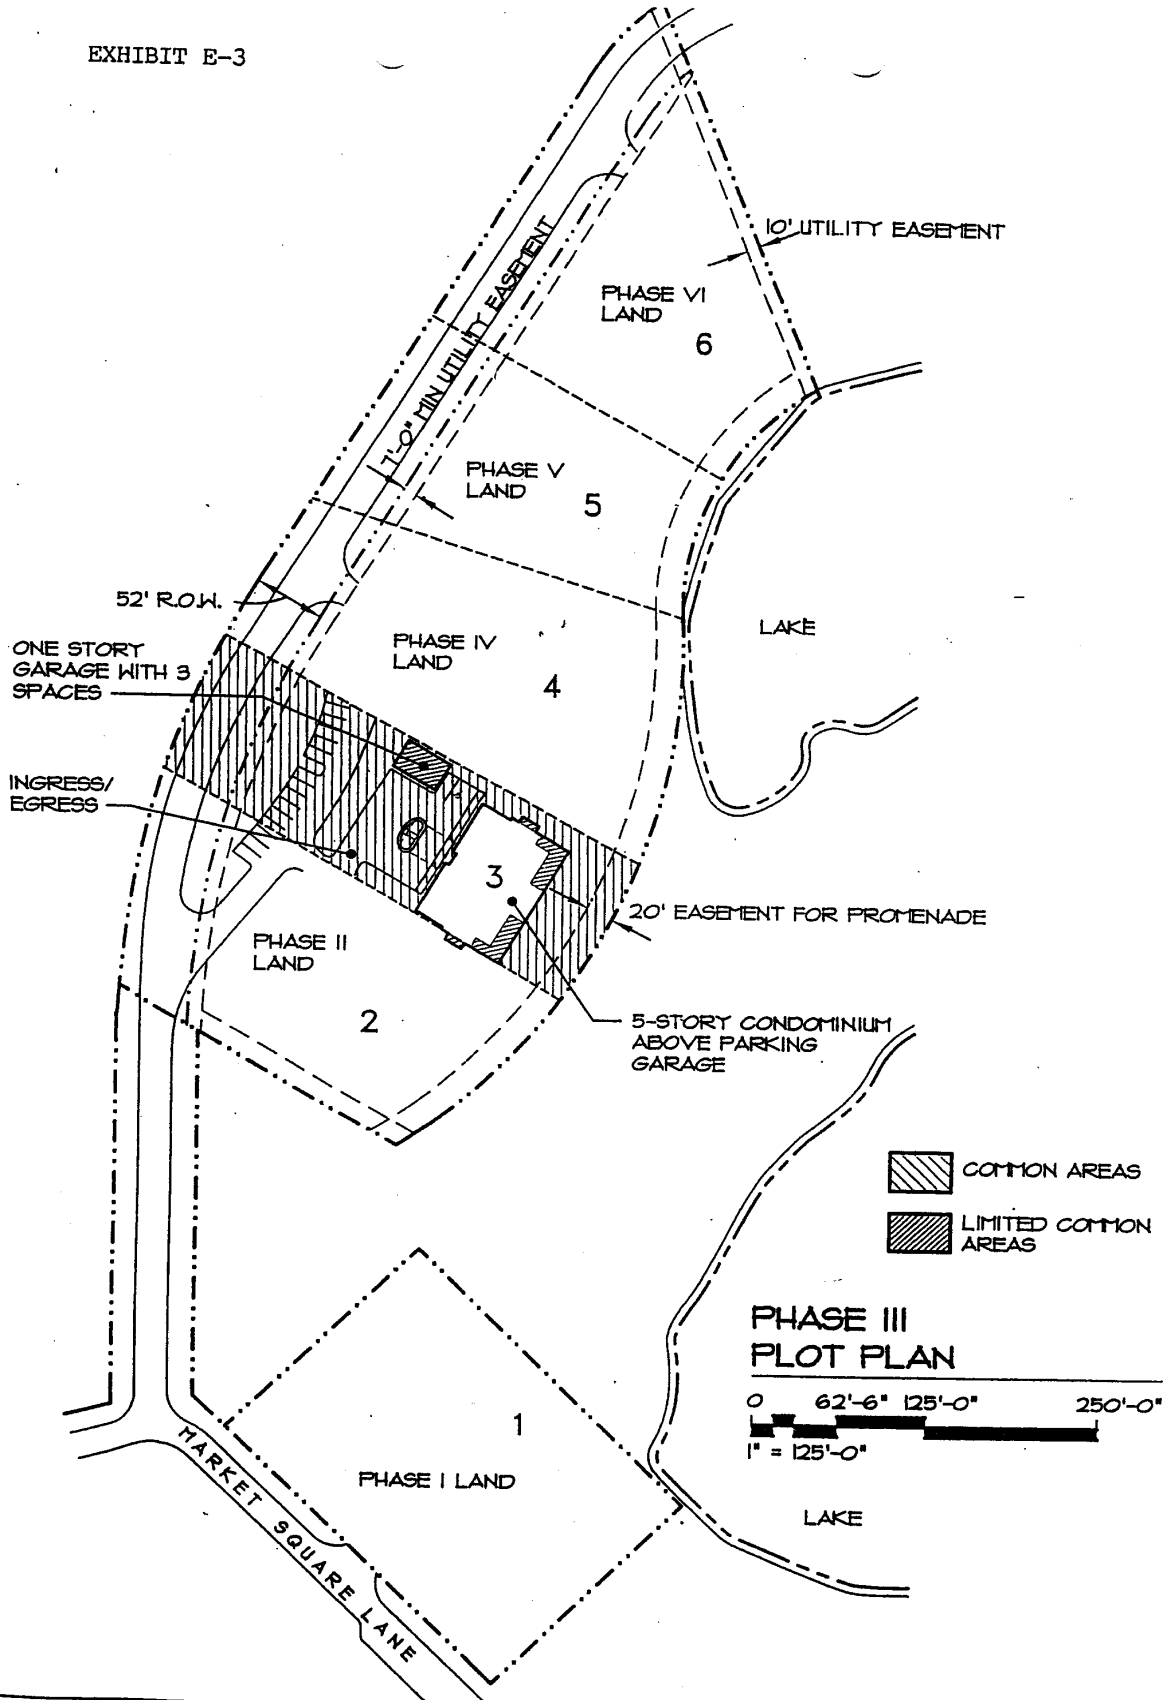 EXHIBIT E-3
10' UTILITY EASEMENT
PHASE VI
LAND
6
7'-0" MIN UTILITY EASEMENT
PHASE V
LAND
5
52' R.O.W.
LAKE
ONE STORY
GARAGE WITH 3
SPACES
PHASE IV
LAND
4
INGRESS/
EGRESS
3
20' EASEMENT FOR PROMENADE
PHASE II
LAND
2
5-STORY CONDOMINIUM
ABOVE PARKING
GARAGE
COMMON AREAS
LIMITED COMMON
AREAS
PHASE III
PLOT PLAN
0 62'-6" 125'-0" 250'-0"
1" = 125'-0"
1
PHASE I LAND
MARKET SQUARE LANE
LAKE